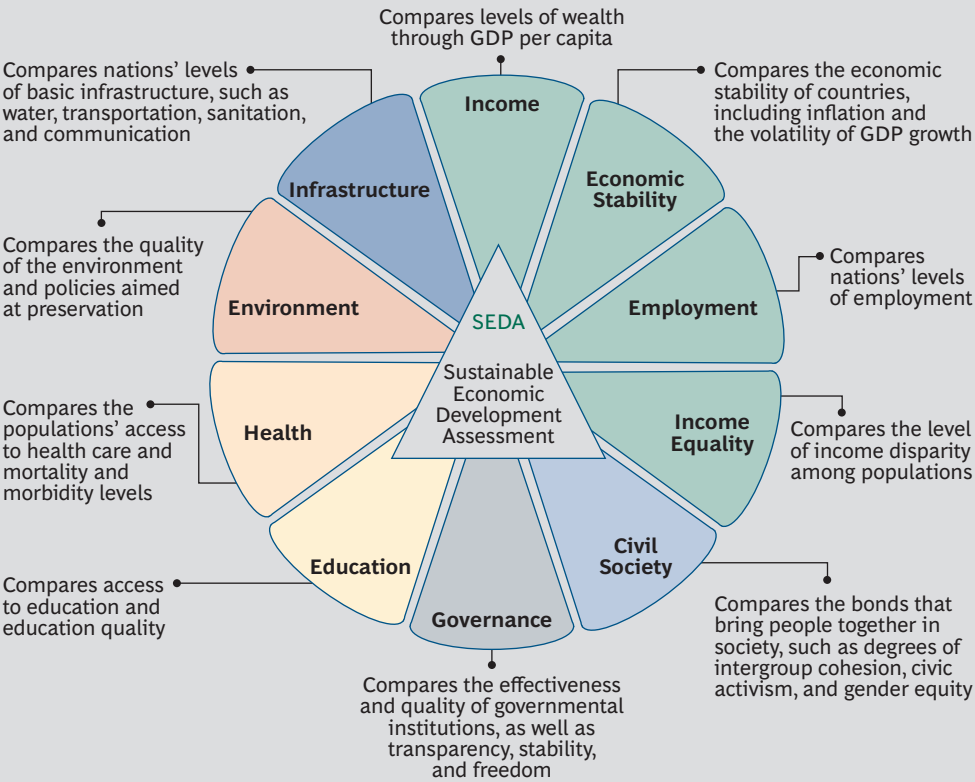 Compares levels of wealth
through GDP per capita
Income
Compares the economic
stability of countries,
including inflation and
the volatility of GDP growth
Economic
Stability
Compares
nations’ levels
of employment
Employment
Compares the level
of income disparity
among populations
Income
Equality
Compares the bonds that
bring people together in
society, such as degrees of
intergroup cohesion, civic
activism, and gender equity
Civil
Society
Compares the effectiveness
and quality of governmental
institutions, as well as
transparency, stability,
and freedom
Governance
Compares access
to education and
education quality
Education
Compares the
populations’ access
to health care and
mortality and
morbidity levels
Health
Compares the quality
of the environment
and policies aimed
at preservation
Environment
Compares nations’ levels
of basic infrastructure, such as
water, transportation, sanitation,
and communication
Infrastructure
SEDA
Sustainable
Economic
Development
Assessment